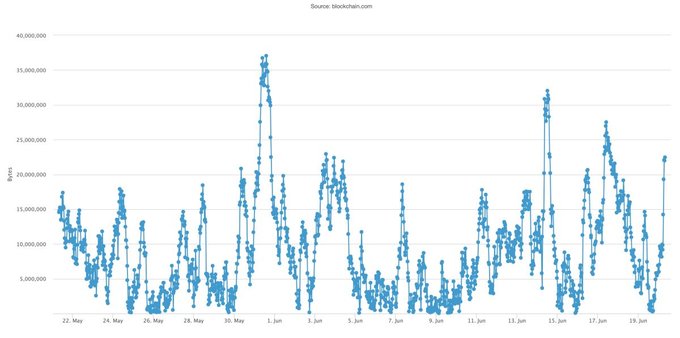 Source: blockchain.com
40,000,000
35,000,000
30,000,000
25,000,000
20,000,000
15,000,000
10,000,000
5,000,000
Bytes
22. May 24. May 26. May 28. May 30. May 1. Jun 3. Jun 5. Jun 7. Jun 9. Jun 11. Jun 13. Jun 15. Jun 17. Jun 19. Jun